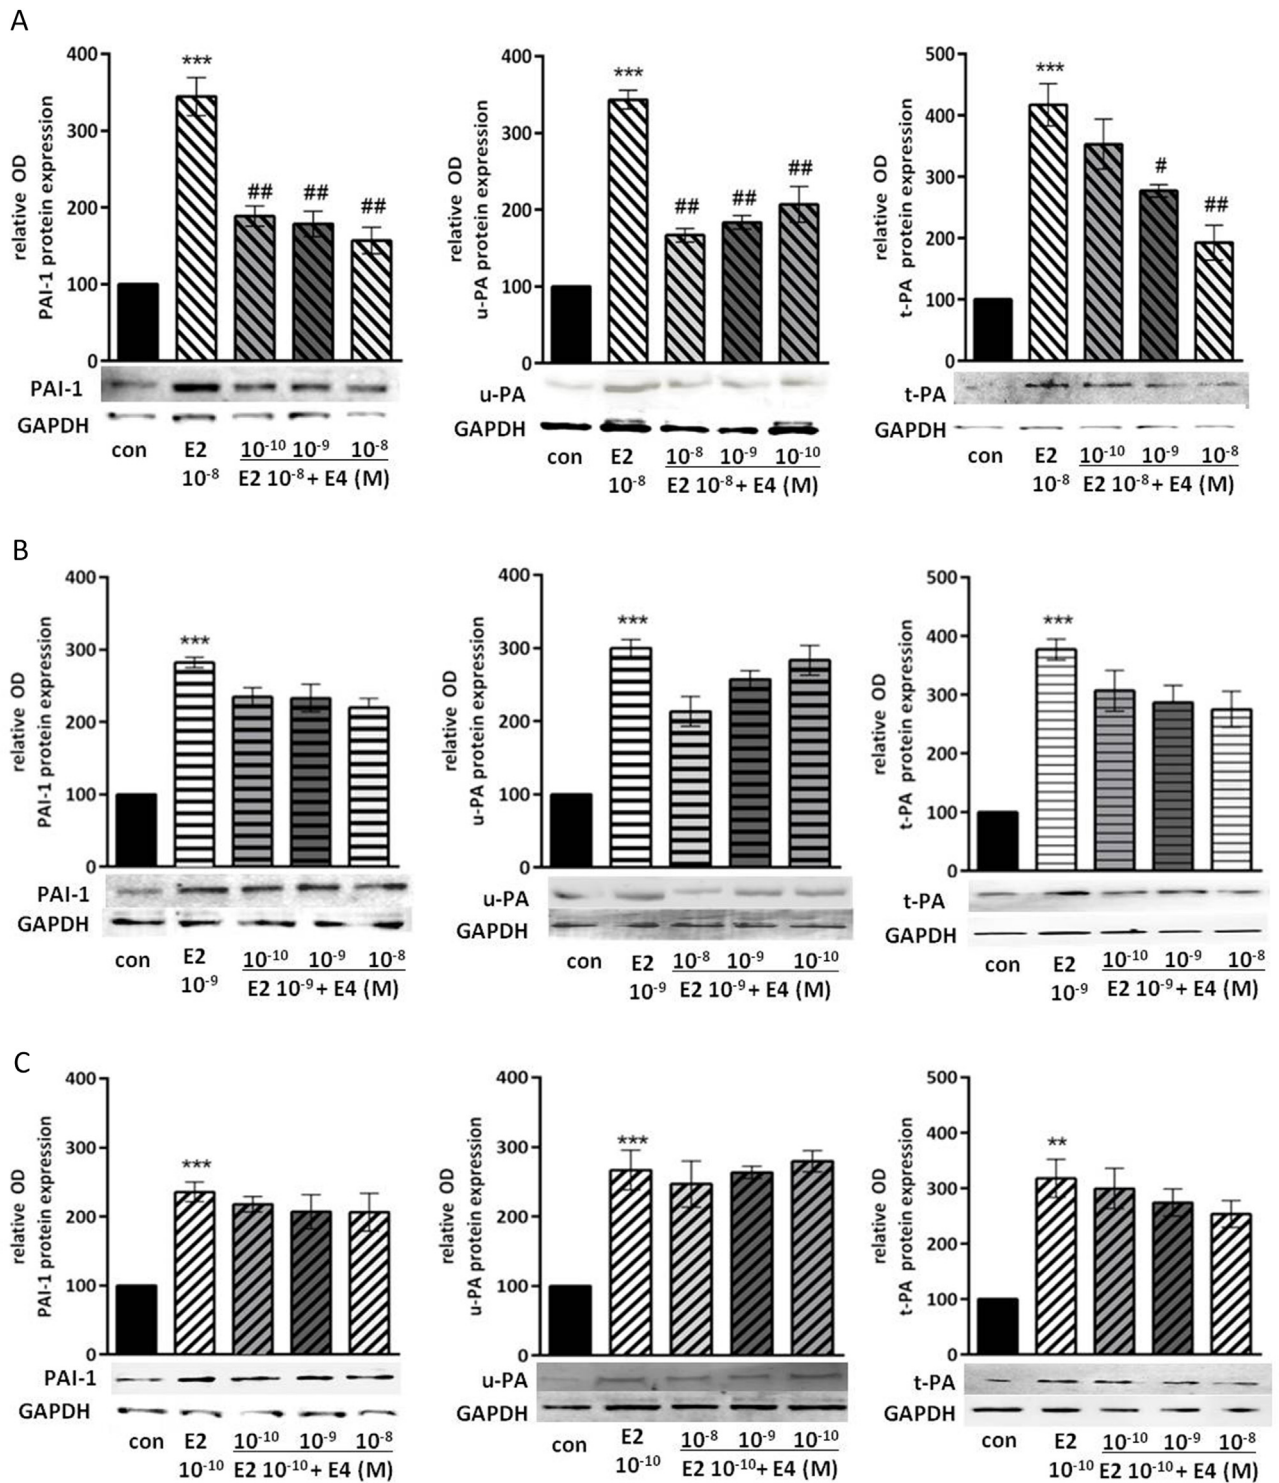 A
400
300
200
100
0
relative OD
PAI-1 protein expression
***
##
##
##
PAI-1
GAPDH
con
E2
10⁻⁸
10⁻¹⁰ 10⁻⁹ 10⁻⁸
E2 10⁻⁸ + E4 (M)
400
300
200
100
0
relative OD
u-PA protein expression
***
##
##
##
u-PA
GAPDH
con
E2
10⁻⁸
10⁻⁸ 10⁻⁹ 10⁻¹⁰
E2 10⁻⁸ + E4 (M)
500
400
300
200
100
0
relative OD
t-PA protein expression
***
#
##
t-PA
GAPDH
con
E2
10⁻⁸
10⁻¹⁰ 10⁻⁹ 10⁻⁸
E2 10⁻⁸ + E4 (M)
B
400
300
200
100
0
relative OD
PAI-1 protein expression
***
PAI-1
GAPDH
con
E2
10⁻⁹
10⁻¹⁰ 10⁻⁹ 10⁻⁸
E2 10⁻⁹ + E4 (M)
400
300
200
100
0
relative OD
u-PA protein expression
***
u-PA
GAPDH
con
E2
10⁻⁹
10⁻⁸ 10⁻⁹ 10⁻¹⁰
E2 10⁻⁹ + E4 (M)
500
400
300
200
100
0
relative OD
t-PA protein expression
***
t-PA
GAPDH
con
E2
10⁻⁹
10⁻¹⁰ 10⁻⁹ 10⁻⁸
E2 10⁻⁹ + E4 (M)
C
400
300
200
100
0
relative OD
PAI-1 protein expression
***
PAI-1
GAPDH
con
E2
10⁻¹⁰
10⁻¹⁰ 10⁻⁹ 10⁻⁸
E2 10⁻¹⁰ + E4 (M)
400
300
200
100
0
relative OD
u-PA protein expression
***
u-PA
GAPDH
con
E2
10⁻¹⁰
10⁻⁸ 10⁻⁹ 10⁻¹⁰
E2 10⁻¹⁰ + E4 (M)
500
400
300
200
100
0
relative OD
t-PA protein expression
**
t-PA
GAPDH
con
E2
10⁻¹⁰
10⁻¹⁰ 10⁻⁹ 10⁻⁸
E2 10⁻¹⁰ + E4 (M)